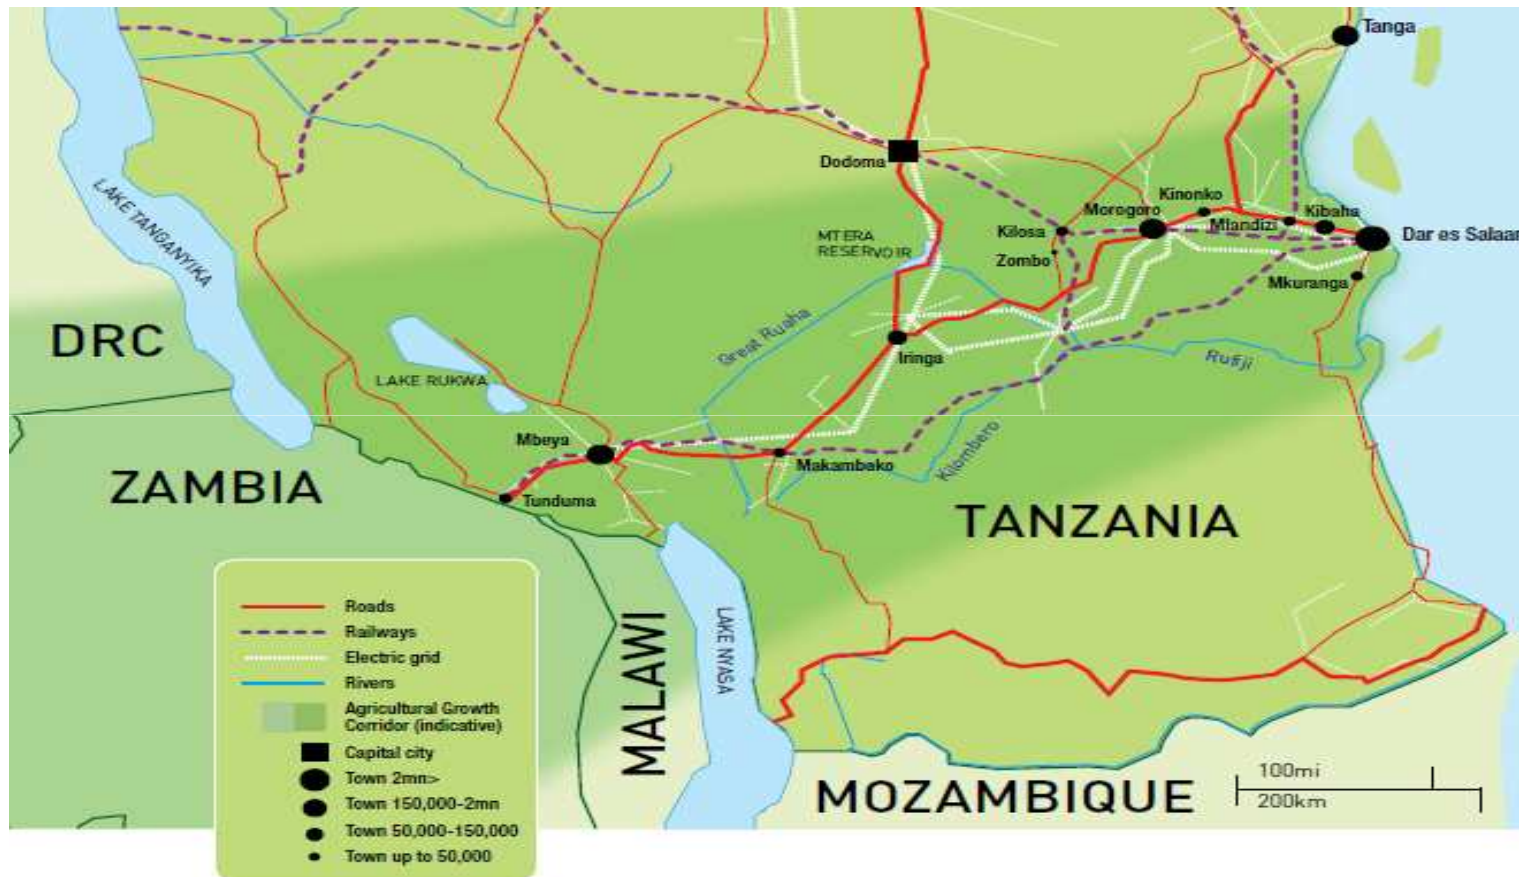 Tanga
Dodoma
Kinonko
Morogoro
Kibaha
Mlandizi
Kilosa
Dar es Salaar
MTERA
RESERVOIR
Zombo
Mkuranga
LAKE TANGANYIKA
DRC
Great Ruaha
Iringa
Rufiji
LAKE RUKWA
Mbeya
Makambako
Kilombero
ZAMBIA
Tunduma
TANZANIA
Roads
Railways
Electric grid
Rivers
Agricultural Growth
Corridor (indicative)
Capital city
Town 2mn>
Town 150,000-2mn
Town 50,000-150,000
Town up to 50,000
MALAWI
LAKE NYASA
MOZAMBIQUE
100mi
200km